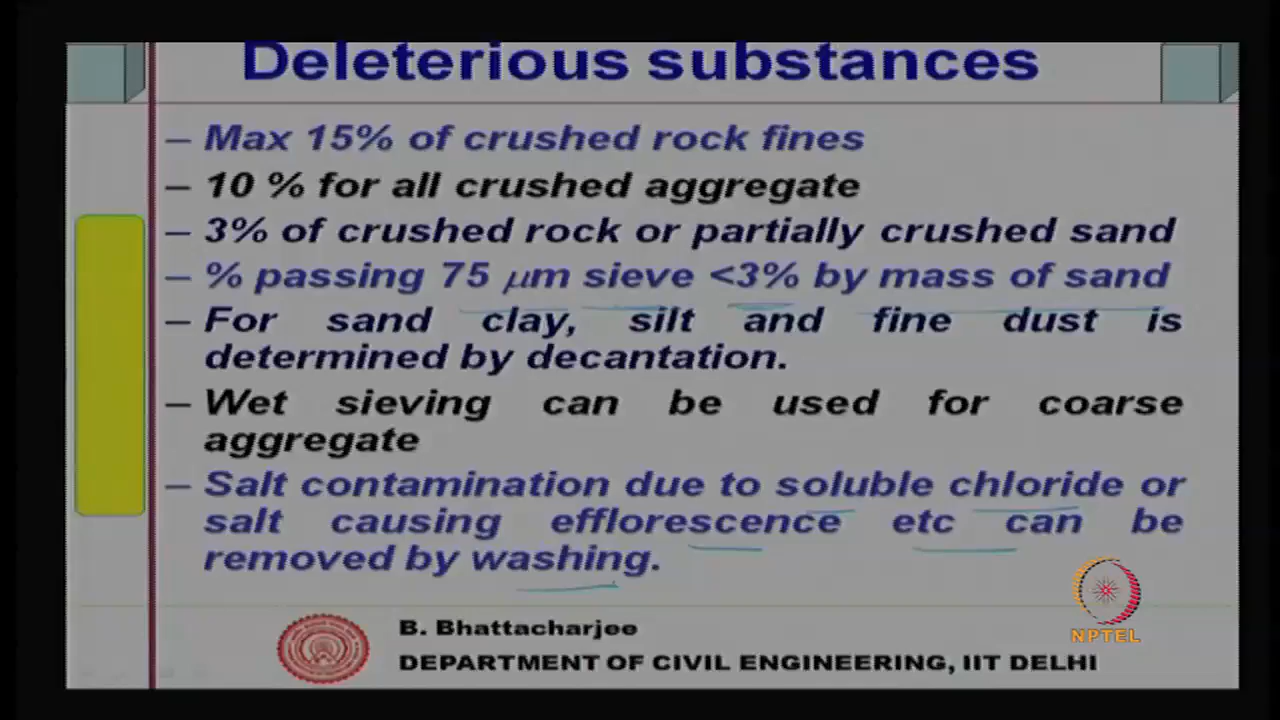 Deleterious substances
– Max 15% of crushed rock fines
– 10 % for all crushed aggregate
– 3% of crushed rock or partially crushed sand
– % passing 75 μm sieve <3% by mass of sand
– For sand clay, silt and fine dust is
determined by decantation.
– Wet sieving can be used for coarse
aggregate
– Salt contamination due to soluble chloride or
salt causing efflorescence etc can be
removed by washing.
NPTEL
B. Bhattacharjee
DEPARTMENT OF CIVIL ENGINEERING, IIT DELHI